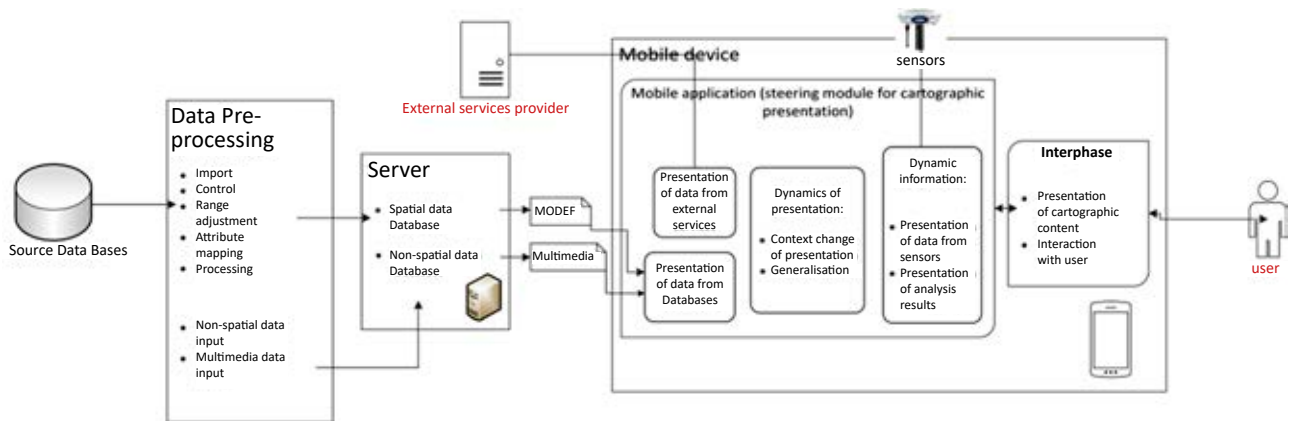 Source Data Bases
Data Pre-
processing
Import
Control
Range
adjustment
Attribute
mapping
Processing
Non-spatial data
input
Multimedia data
input
Server
Spatial data
Database
Non-spatial data
Database
MODEF
Multimedia
External services provider
Mobile device
sensors
Mobile application (steering module for cartographic
presentation)
Presentation
of data from
external
services
Presentation
of data from
Databases
Dynamics of
presentation:
Context change
of presentation
Generalisation
Dynamic
information:
Presentation
of data from
sensors
Presentation
of analysis
results
Interphase
Presentation
of cartographic
content
Interaction
with user
user